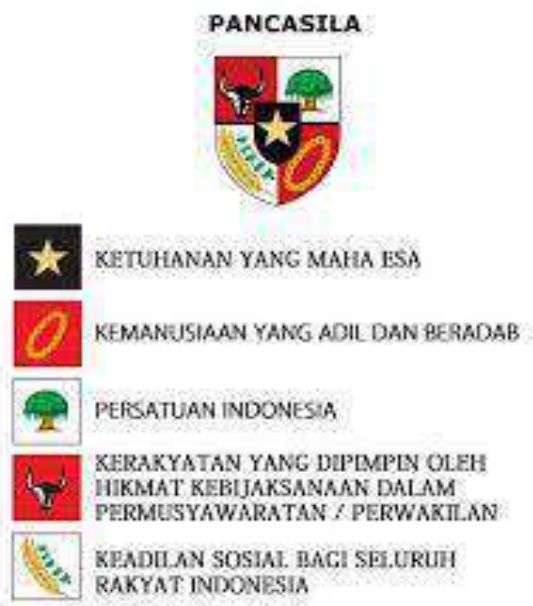 PANCASILA
KETUHANAN YANG MAHA ESA
KEMANUSIAAN YANG ADIL DAN BERADAB
PERSATUAN INDONESIA
KERAKYATAN YANG DIPIMPIN OLEH
HIKMAT KEBIJAKSANAAN DALAM
PERMUSYAWARATAN / PERWAKILAN
KEADILAN SOSIAL BAGI SELURUH
RAKYAT INDONESIA